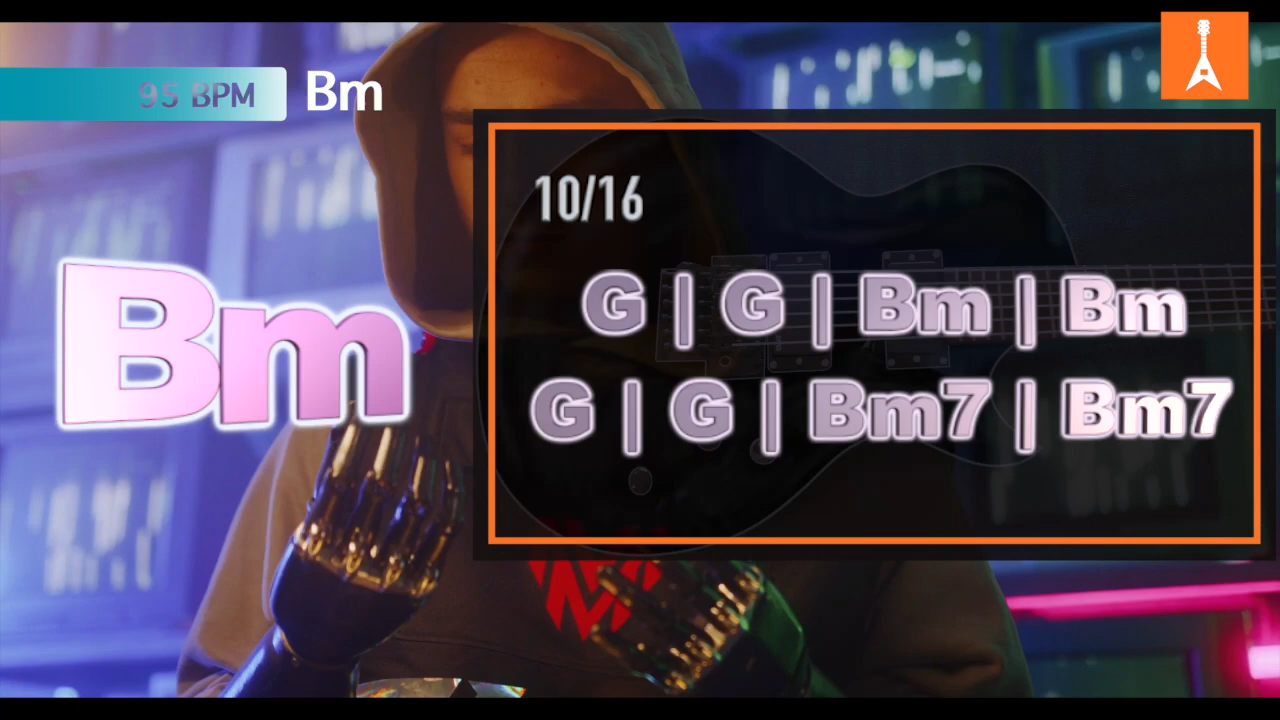 95 BPM Bm
10/16
Bm
G | G | Bm | Bm
G | G | Bm7 | Bm7